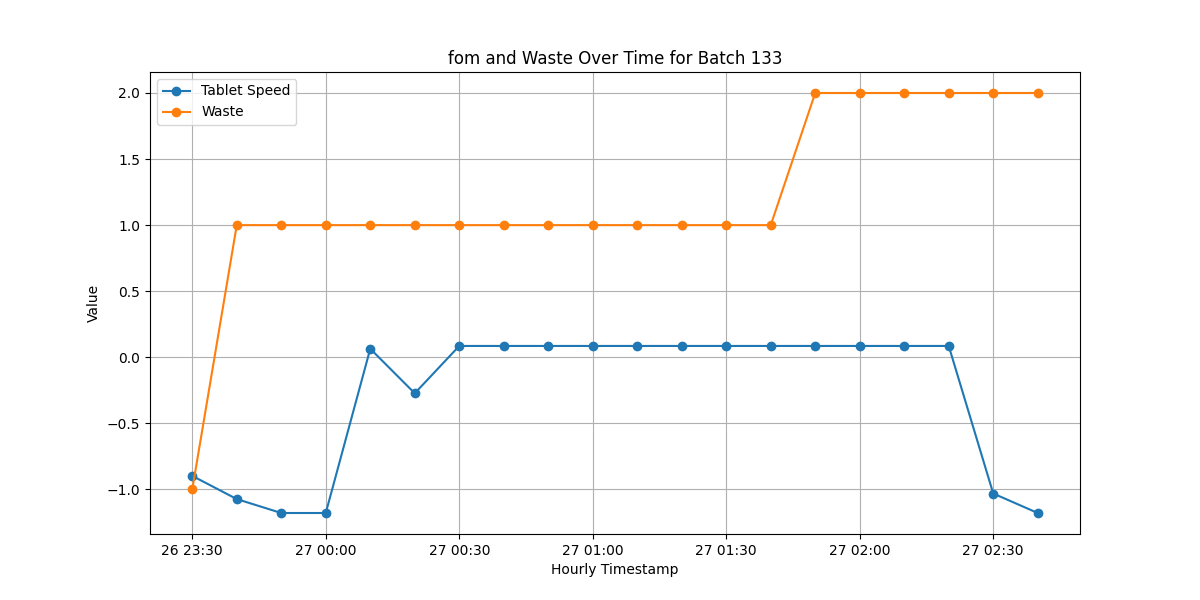 fom and Waste Over Time for Batch 133
Tablet Speed
Waste
2.0
1.5
1.0
0.5
0.0
−0.5
−1.0
Value
26 23:30
27 00:00
27 00:30
27 01:00
27 01:30
27 02:00
27 02:30
Hourly Timestamp